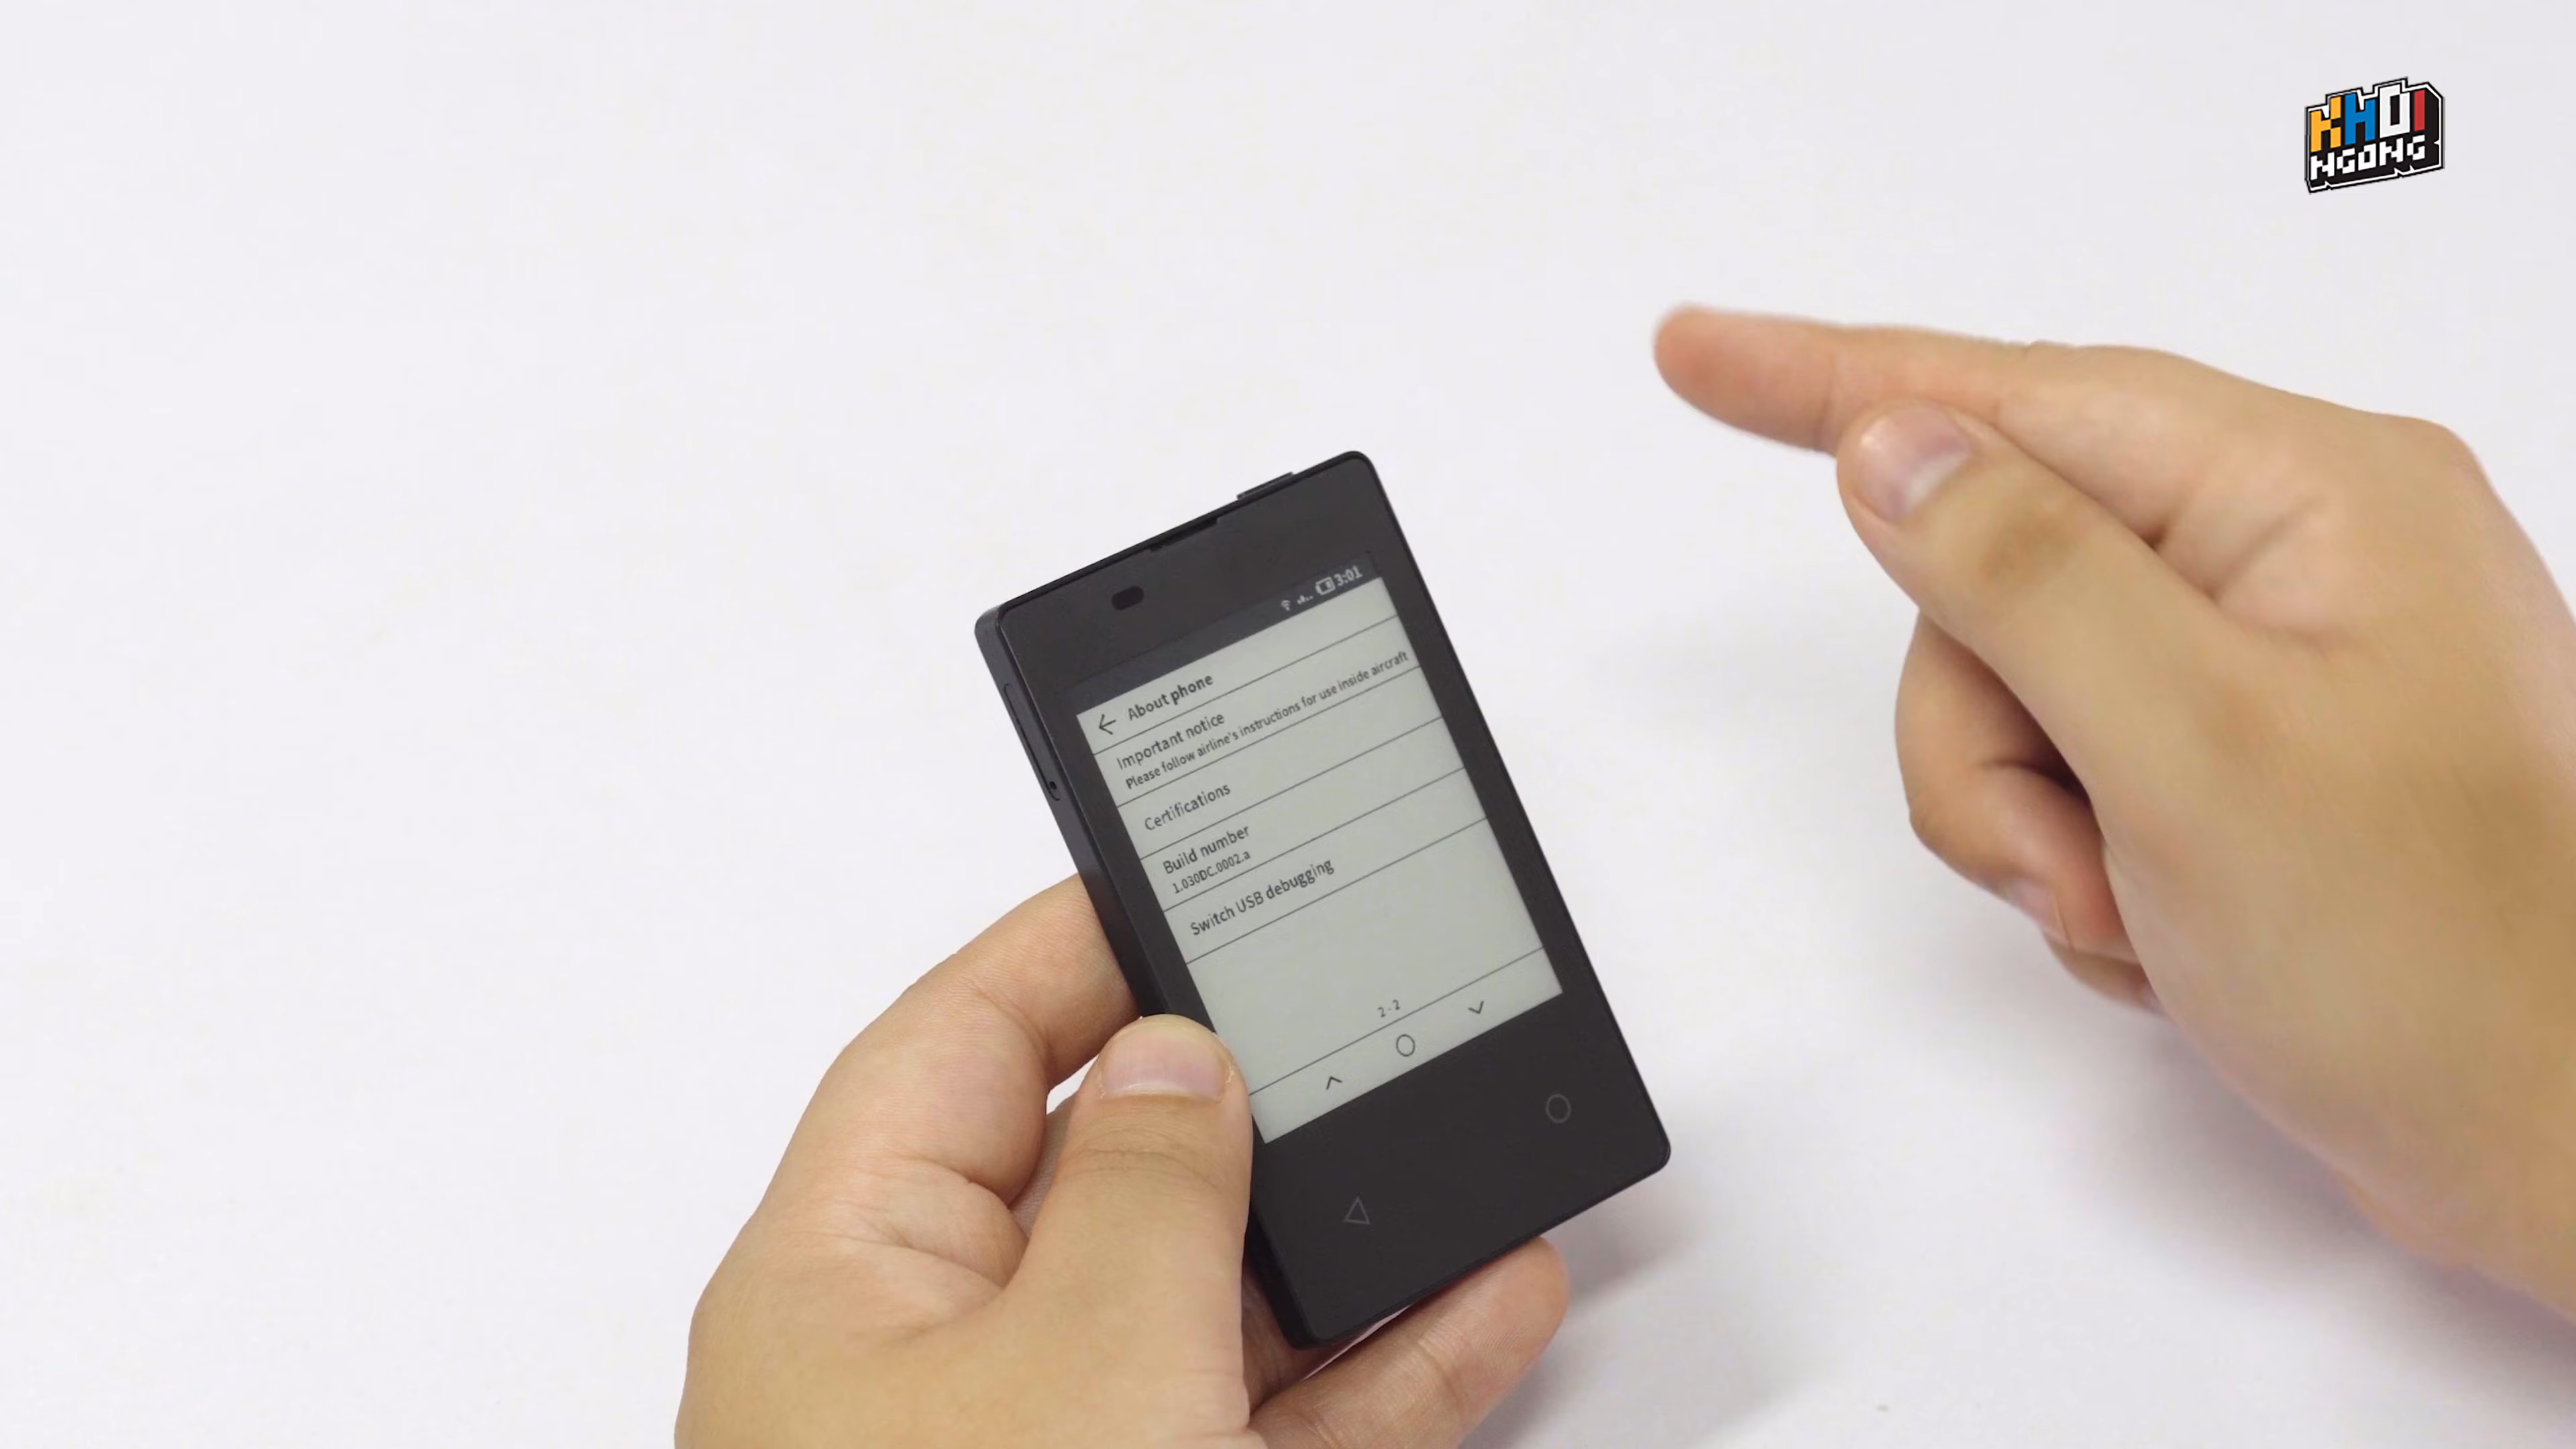 KHOI
NGONG
3:01
About phone
Important notice
Please follow airline's instructions for use inside aircraft
Certifications
Build number
1.030DC.0002.a
Switch USB debugging
2 - 2